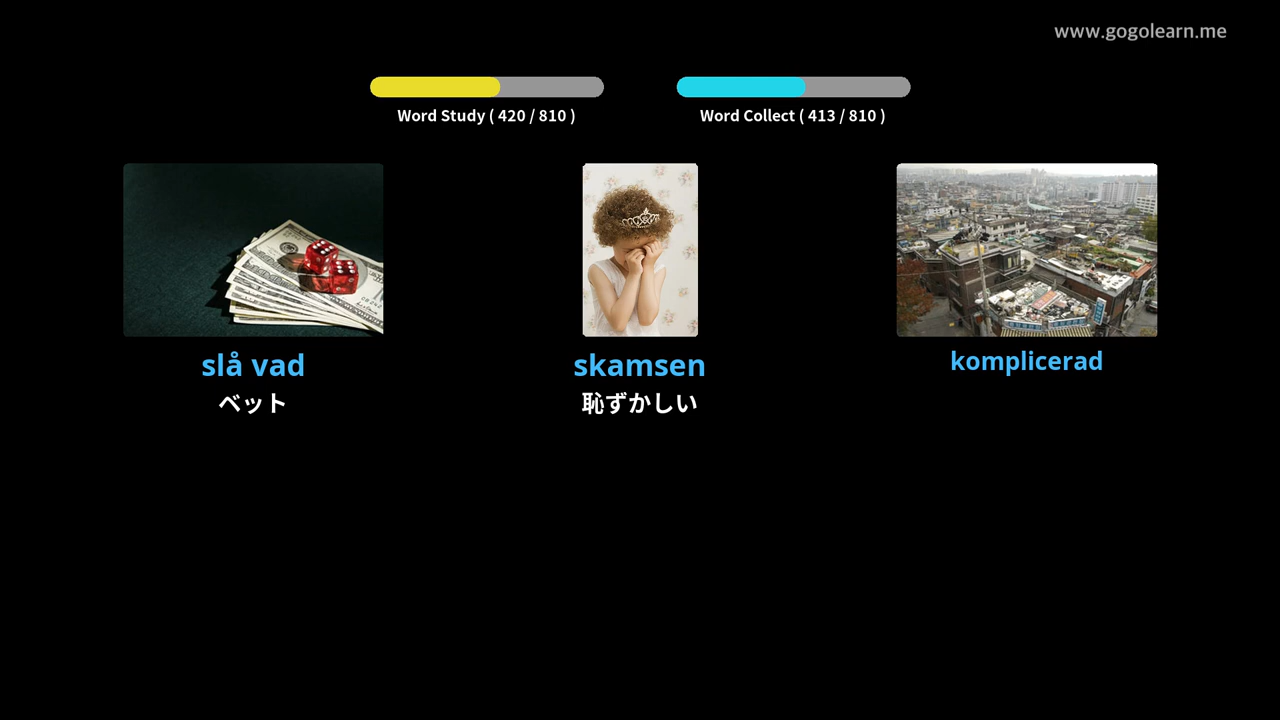 www.gogolearn.me
Word Study ( 420 / 810 )
Word Collect ( 413 / 810 )
slå vad
ベット
skamsen
恥ずかしい
komplicerad